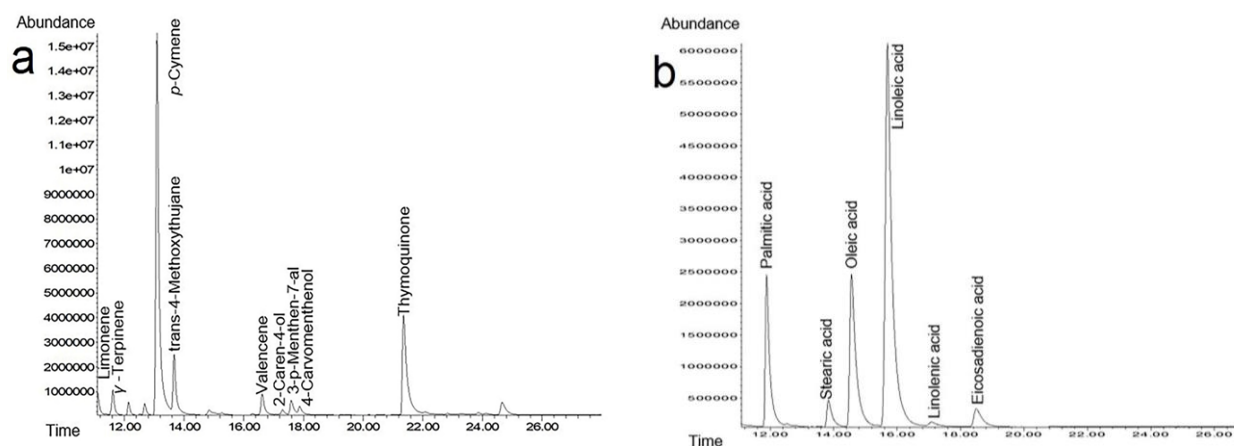 Abundance
a
1.5e+07
1.4e+07
1.3e+07
1.2e+07
1.1e+07
1e+07
9000000
8000000
7000000
6000000
5000000
4000000
3000000
2000000
1000000
Time
12.00 14.00 16.00 18.00 20.00 22.00 24.00 26.00
Limonene
γ -Terpinene
p-Cymene
trans-4-Methoxythujane
Valencene
2-Caren-4-ol
3-p-Menthen-7-al
4-Carvomenthenol
Thymoquinone
Abundance
b
6000000
5500000
5000000
4500000
4000000
3500000
3000000
2500000
2000000
1500000
1000000
500000
Time
12.00 14.00 16.00 18.00 20.00 22.00 24.00 26.00
Palmitic acid
Stearic acid
Oleic acid
Linoleic acid
Linolenic acid
Eicosadienoic acid